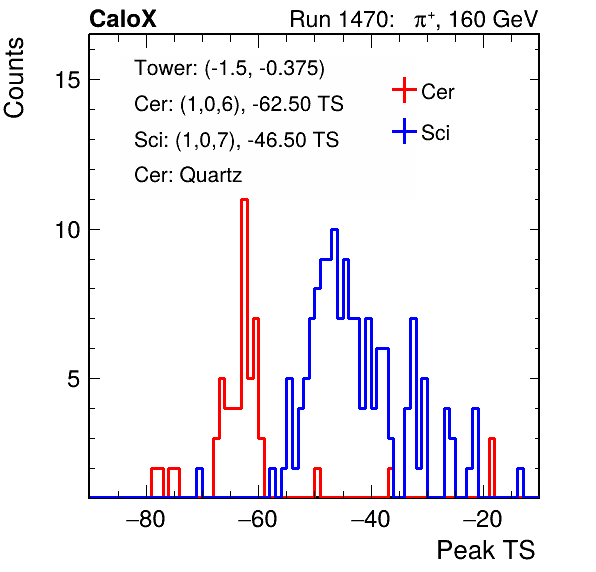 CaloX Run 1470: π⁺, 160 GeV
Counts
Tower: (-1.5, -0.375)
Cer: (1,0,6), -62.50 TS
Sci: (1,0,7), -46.50 TS
Cer: Quartz
Cer
Sci
15
10
5
−80 −60 −40 −20
Peak TS